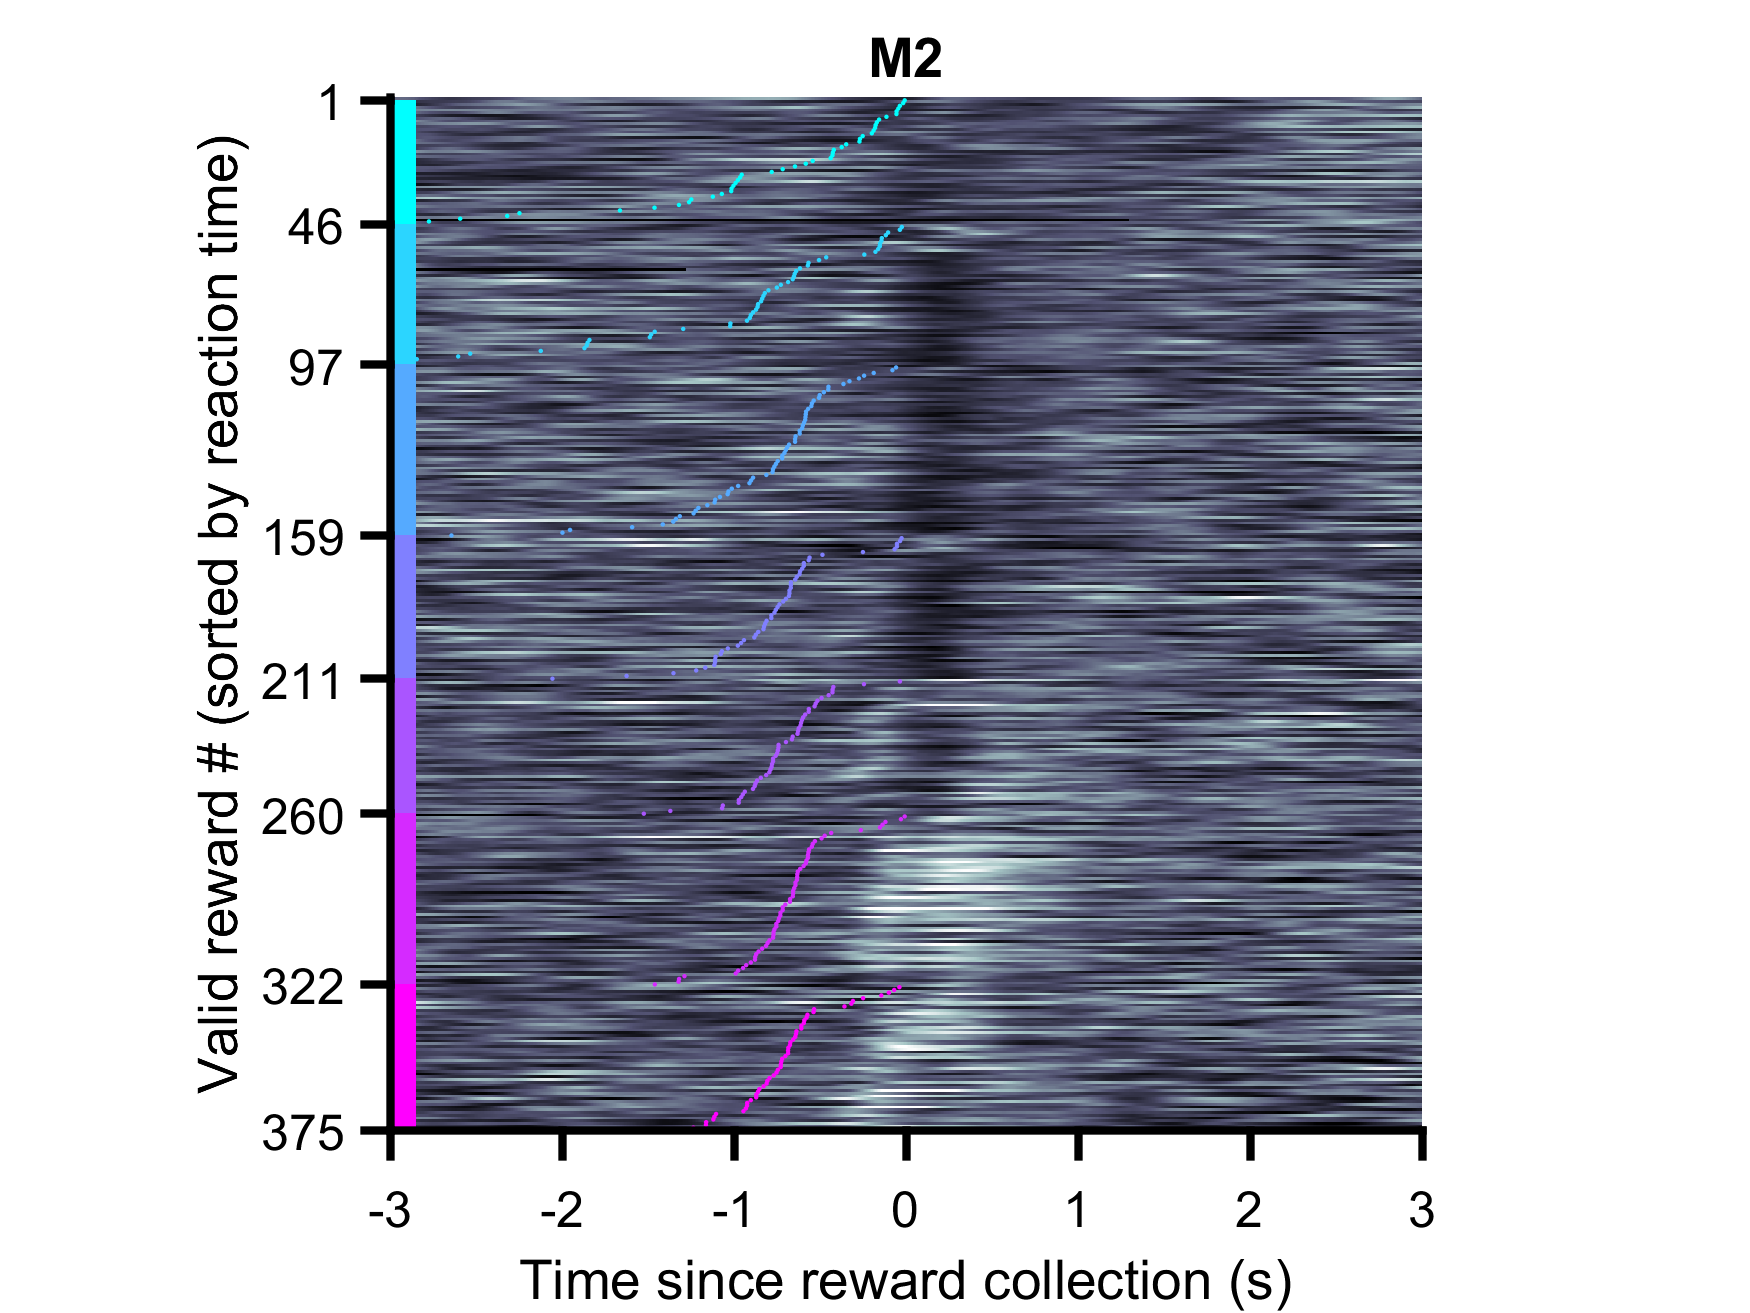 M2
Valid reward # (sorted by reaction time)
1
46
97
159
211
260
322
375
-3 -2 -1 0 1 2 3
Time since reward collection (s)